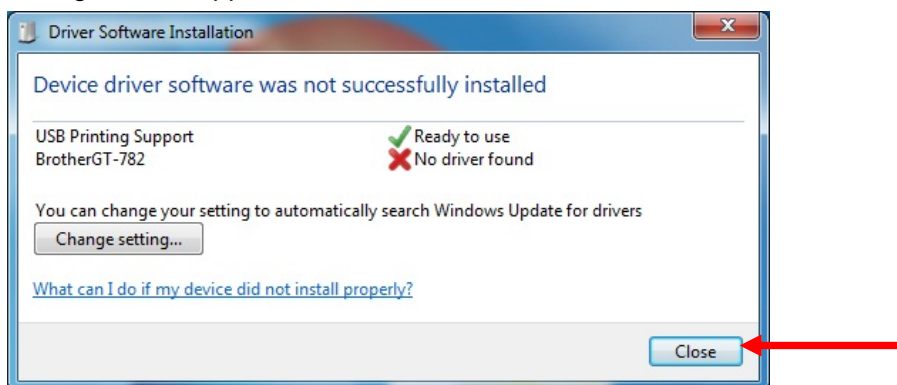 Driver Software Installation
Device driver software was not successfully installed
USB Printing Support Ready to use
BrotherGT-782 No driver found
You can change your setting to automatically search Windows Update for drivers
Change setting...
What can I do if my device did not install properly?
Close